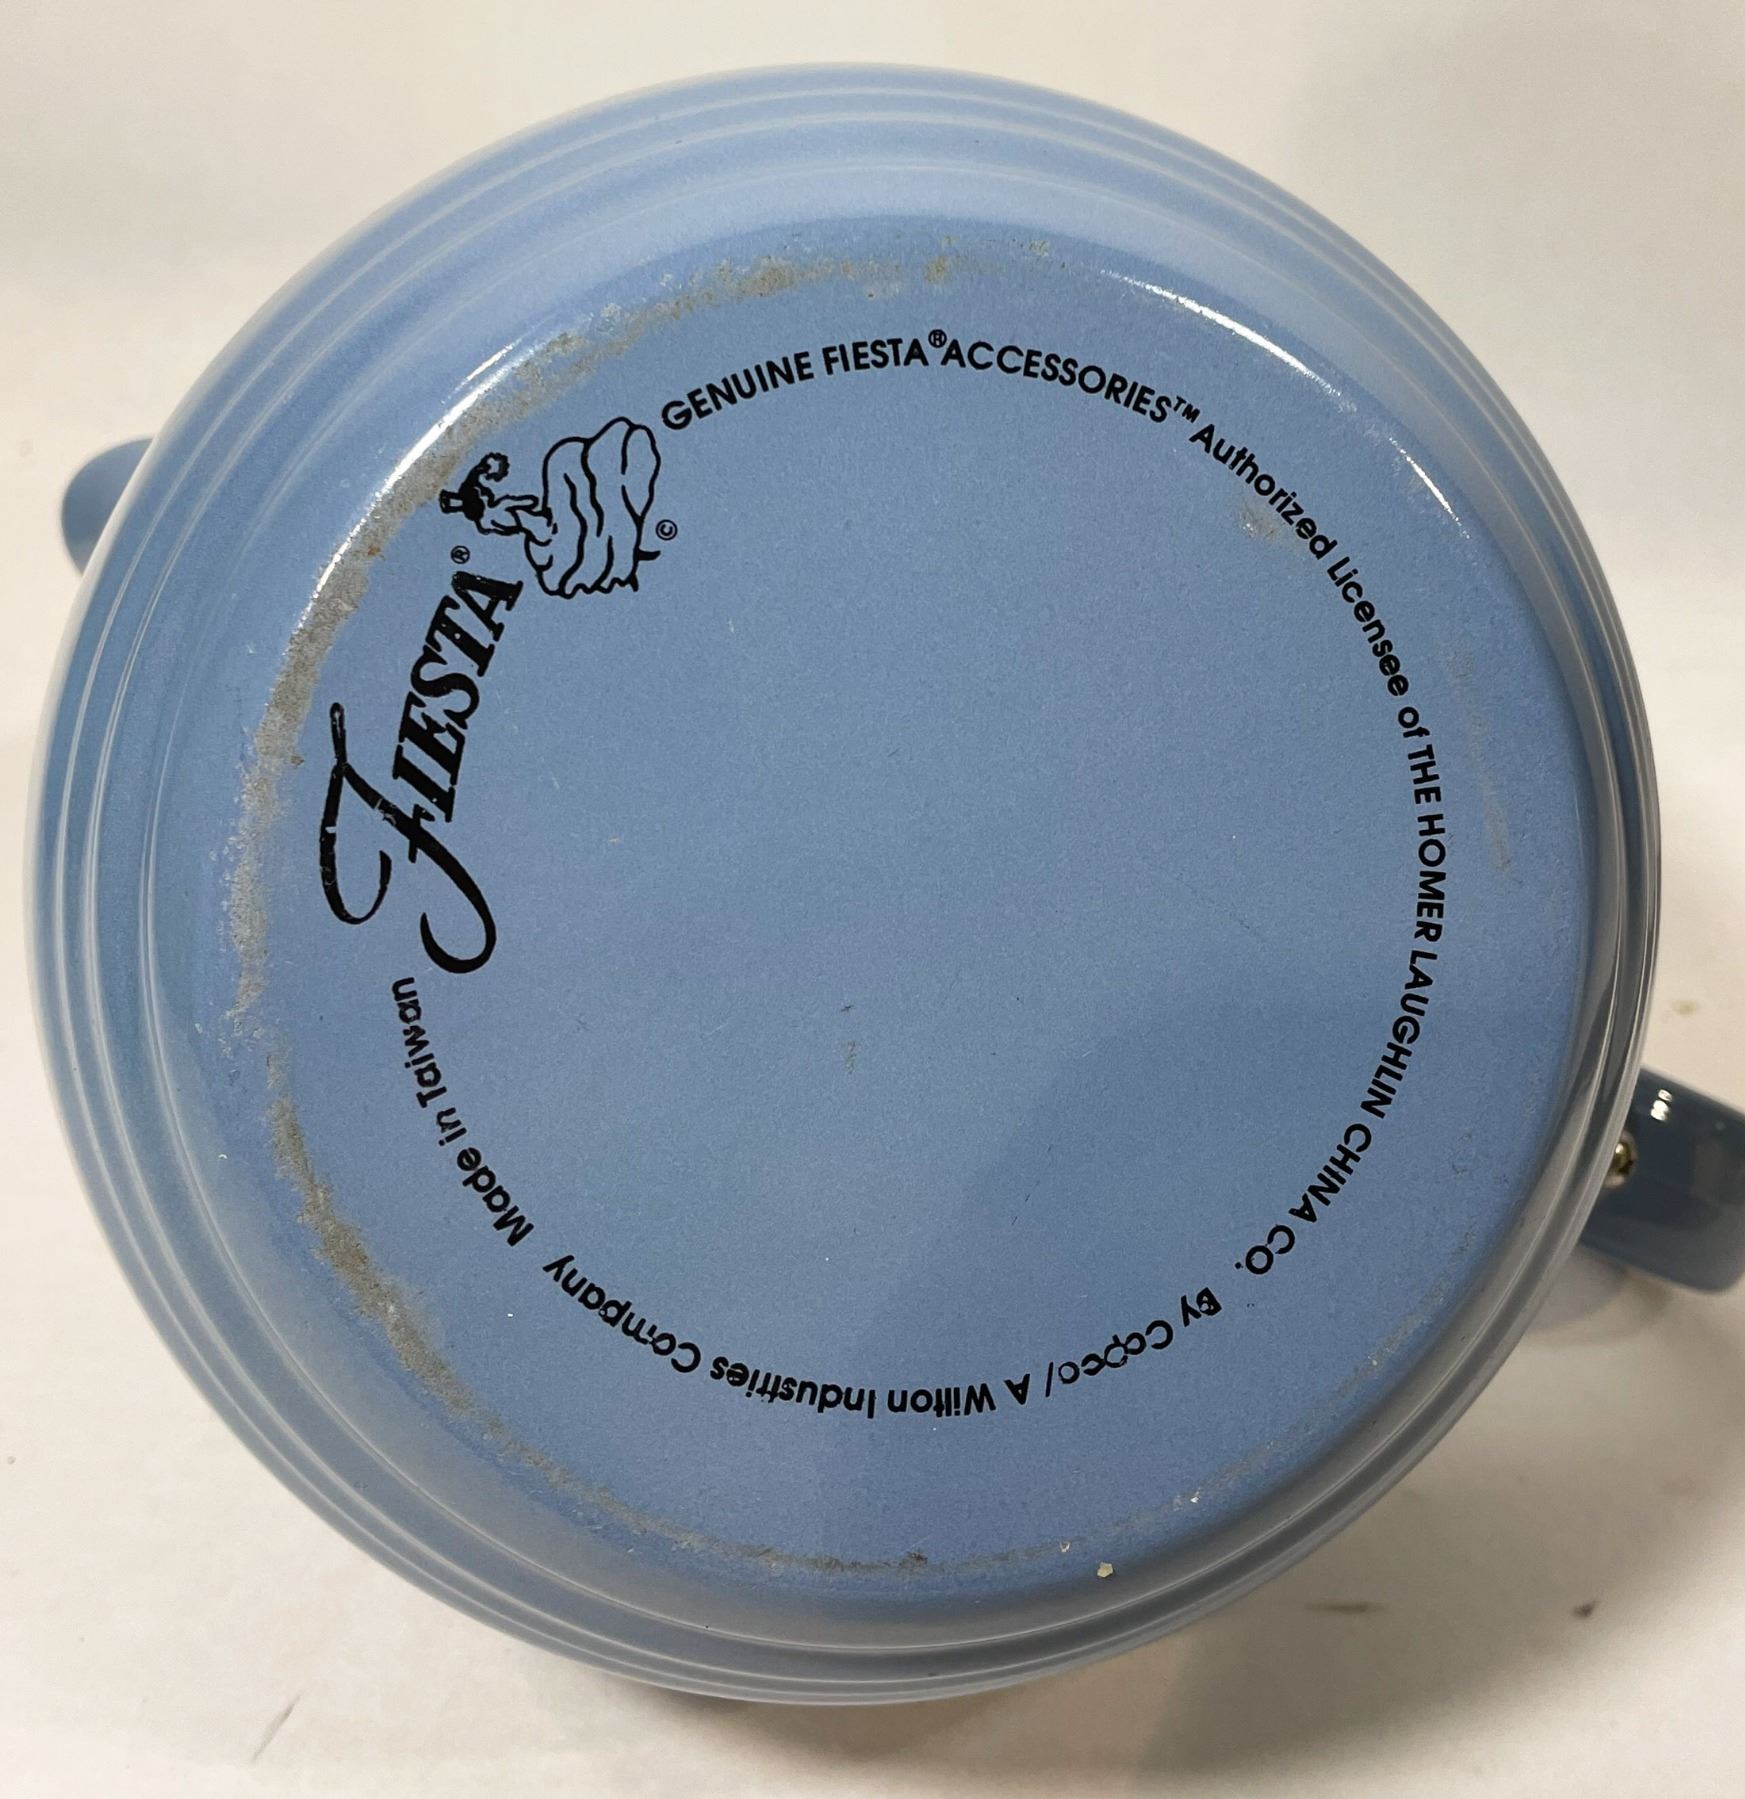 FIESTA®
©
GENUINE FIESTA® ACCESSORIES™ Authorized Licensee of THE HOMER LAUGHLIN CHINA CO. By Copco/ A Wilton Industries Company Made in Taiwan